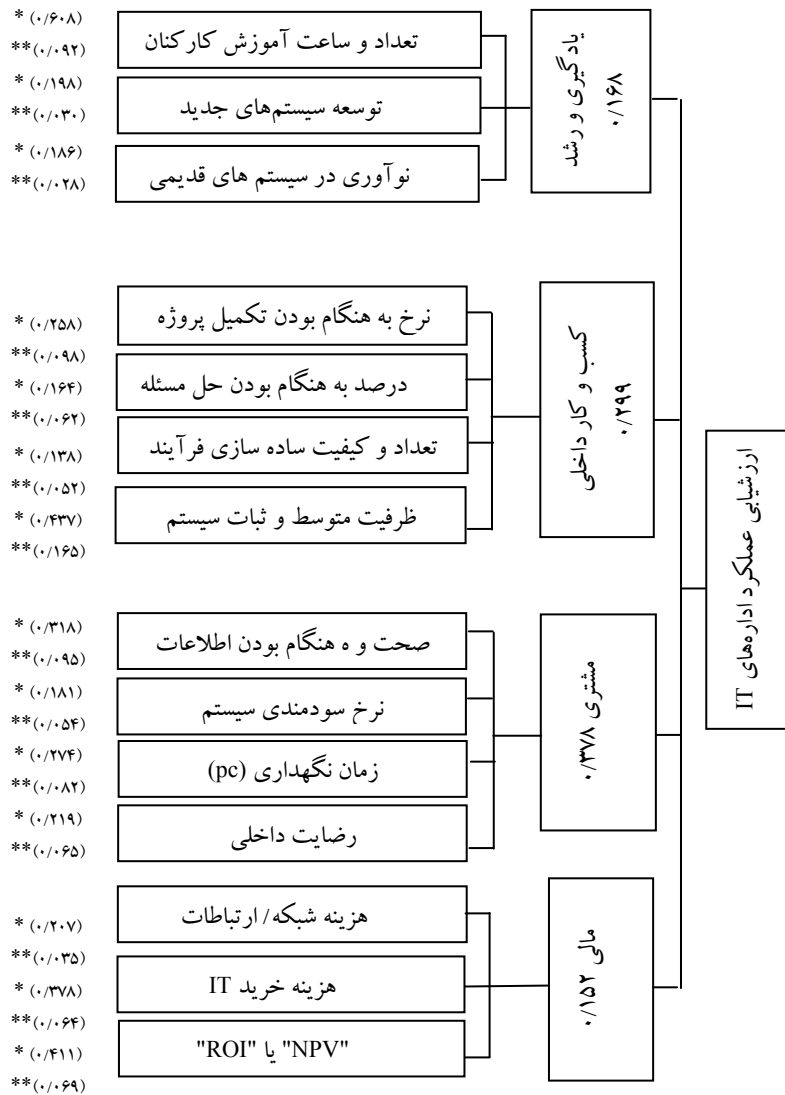 ارزشیابی عملکرد اداره‌های IT
یادگیری و رشد
۰/۱۶۸
تعداد و ساعت آموزش کارکنان
* (۰/۶۰۸)
**(۰/۰۹۲)
توسعه سیستم‌های جدید
* (۰/۱۹۸)
**(۰/۰۳۰)
نوآوری در سیستم های قدیمی
* (۰/۱۸۶)
**(۰/۰۲۸)
کسب و کار داخلی
۰/۲۹۹
نرخ به هنگام بودن تکمیل پروژه
* (۰/۲۵۸)
**(۰/۰۹۸)
درصد به هنگام بودن حل مسئله
* (۰/۱۶۴)
**(۰/۰۶۲)
تعداد و کیفیت ساده سازی فرآیند
* (۰/۱۳۸)
**(۰/۰۵۲)
ظرفیت متوسط و ثبات سیستم
* (۰/۴۳۷)
**(۰/۱۶۵)
مشتری ۰/۳۷۸
صحت و ه هنگام بودن اطلاعات
* (۰/۳۱۸)
**(۰/۰۹۵)
نرخ سودمندی سیستم
* (۰/۱۸۱)
**(۰/۰۵۴)
زمان نگهداری (pc)
* (۰/۲۷۴)
**(۰/۰۸۲)
رضایت داخلی
* (۰/۲۱۹)
**(۰/۰۶۵)
مالی ۰/۱۵۲
هزینه شبکه/ ارتباطات
* (۰/۲۰۷)
**(۰/۰۳۵)
هزینه خرید IT
* (۰/۳۷۸)
**(۰/۰۶۴)
"NPV" یا "ROI"
* (۰/۴۱۱)
**(۰/۰۶۹)